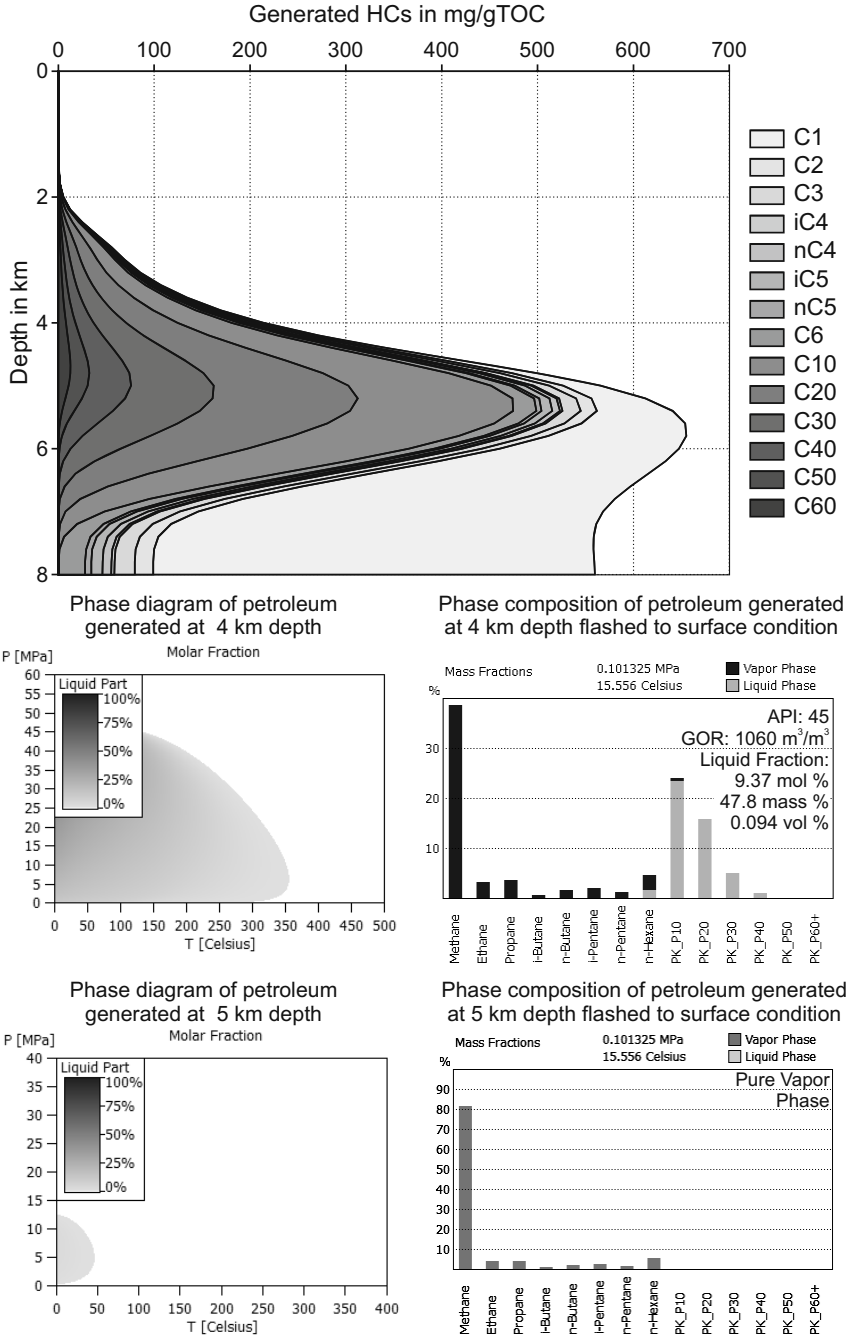 Generated HCs in mg/gTOC
0 100 200 300 400 500 600 700
0
2
4
6
8
Depth in km
C1
C2
C3
iC4
nC4
iC5
nC5
C6
C10
C20
C30
C40
C50
C60
Phase diagram of petroleum
generated at 4 km depth
P [MPa]
Molar Fraction
60
55
50
45
40
35
30
25
20
15
10
5
0
Liquid Part
100%
75%
50%
25%
0%
0 50 100 150 200 250 300 350 400 450 500
T [Celsius]
Phase composition of petroleum generated
at 4 km depth flashed to surface condition
Mass Fractions
0.101325 MPa
15.556 Celsius
Vapor Phase
Liquid Phase
%
30
20
10
API: 45
GOR: 1060 m³/m³
Liquid Fraction:
9.37 mol %
47.8 mass %
0.094 vol %
Methane
Ethane
Propane
i-Butane
n-Butane
i-Pentane
n-Pentane
n-Hexane
PK_P10
PK_P20
PK_P30
PK_P40
PK_P50
PK_P60+
Phase diagram of petroleum
generated at 5 km depth
P [MPa]
Molar Fraction
40
35
30
25
20
15
10
5
0
Liquid Part
100%
75%
50%
25%
0%
0 50 100 150 200 250 300 350 400
T [Celsius]
Phase composition of petroleum generated
at 5 km depth flashed to surface condition
Mass Fractions
0.101325 MPa
15.556 Celsius
Vapor Phase
Liquid Phase
%
90
80
70
60
50
40
30
20
10
Pure Vapor
Phase
Methane
Ethane
Propane
i-Butane
n-Butane
i-Pentane
n-Pentane
n-Hexane
PK_P10
PK_P20
PK_P30
PK_P40
PK_P50
PK_P60+